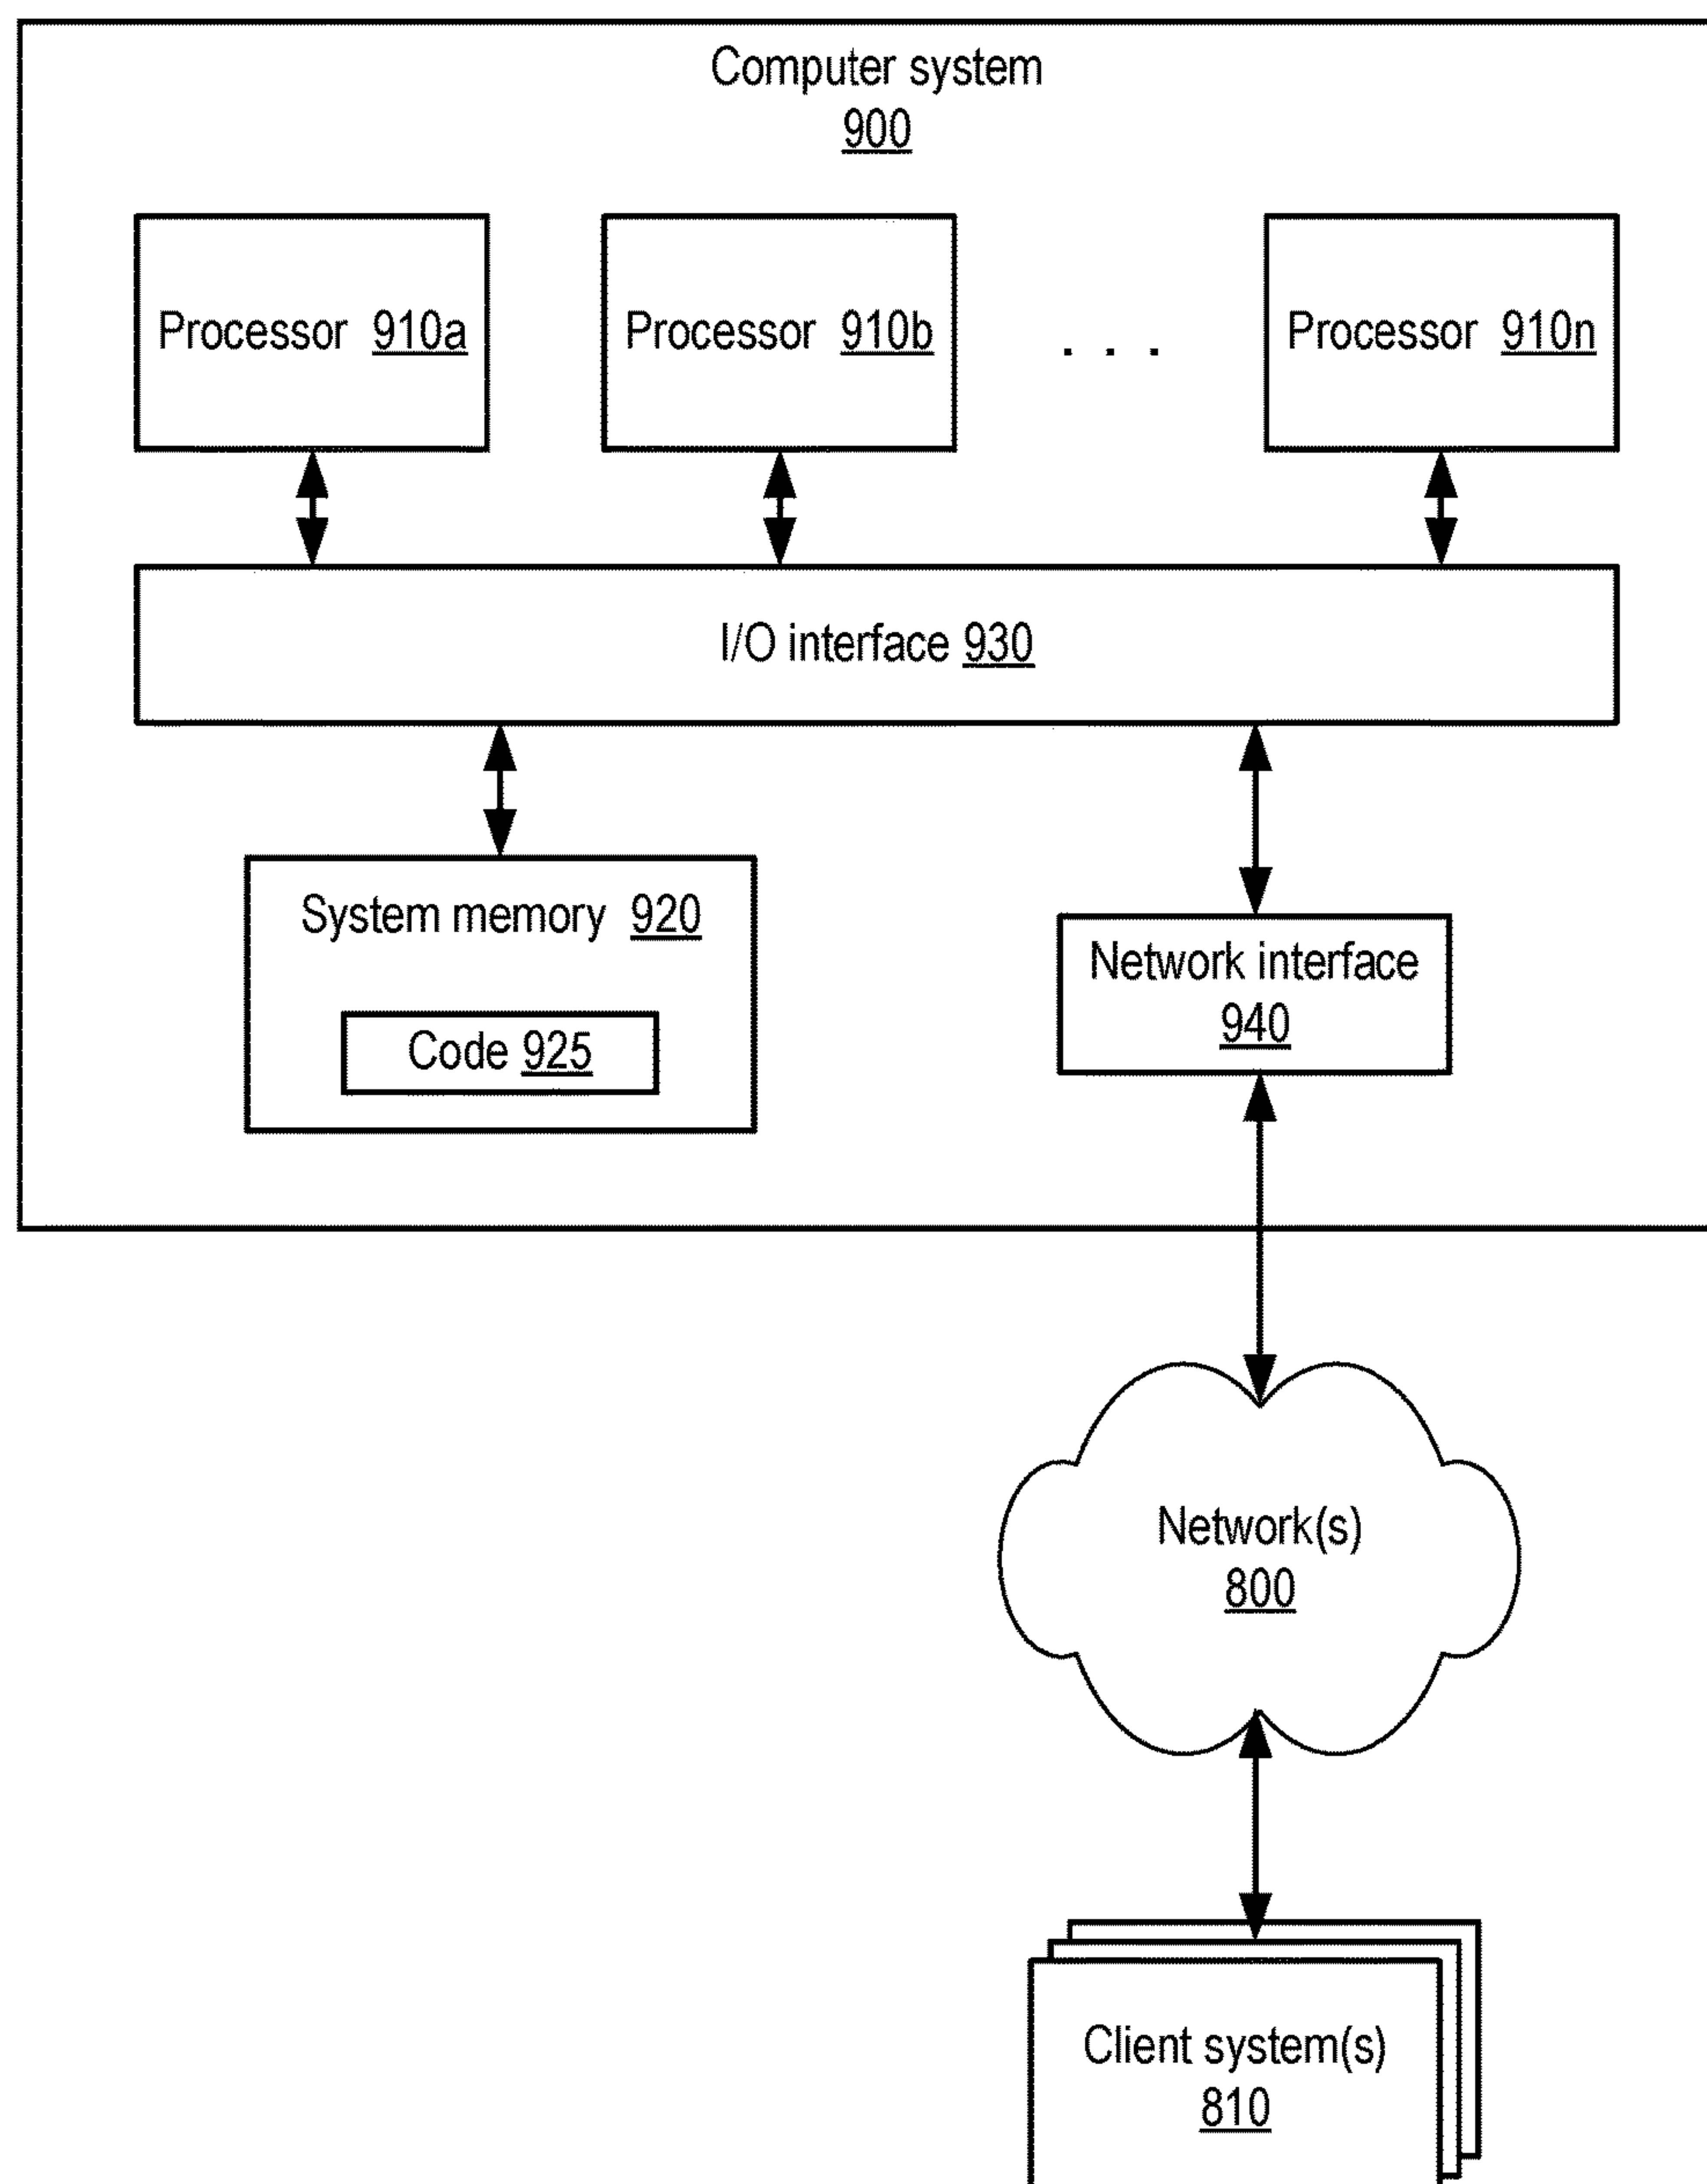 Computer system
900
Processor 910a
Processor 910b
. . .
Processor 910n
I/O interface 930
System memory 920
Code 925
Network interface
940
Network(s)
800
Client system(s)
810